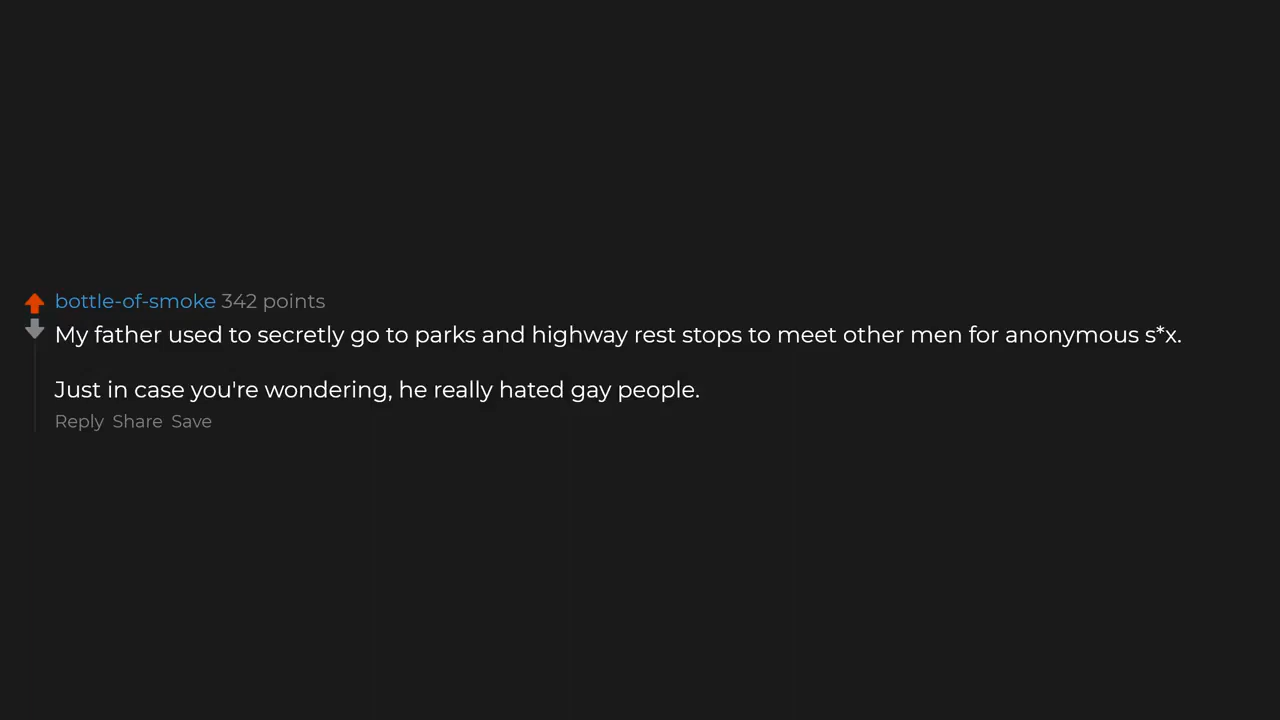 bottle-of-smoke 342 points
My father used to secretly go to parks and highway rest stops to meet other men for anonymous s*x.
Just in case you're wondering, he really hated gay people.
Reply Share Save